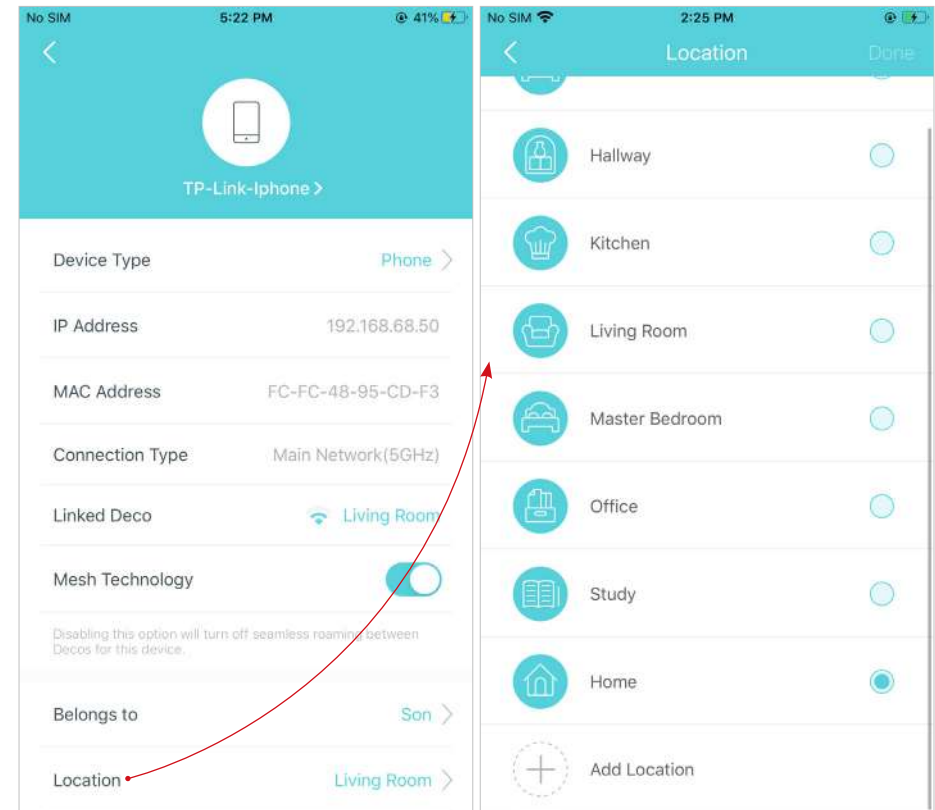 No SIM 5:22 PM 41%
TP-Link-Iphone >
Device Type Phone >
IP Address 192.168.68.50
MAC Address FC-FC-48-95-CD-F3
Connection Type Main Network(5GHz)
Linked Deco Living Room
Mesh Technology
Disabling this option will turn off seamless roaming between
Decos for this device.
Belongs to Son >
Location Living Room >
No SIM 2:25 PM
Location Done
Hallway
Kitchen
Living Room
Master Bedroom
Office
Study
Home
Add Location